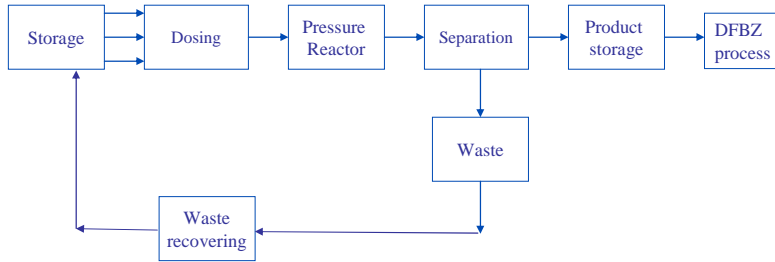 Storage
Dosing
Pressure
Reactor
Separation
Product
storage
DFBZ
process
Waste
Waste
recovering